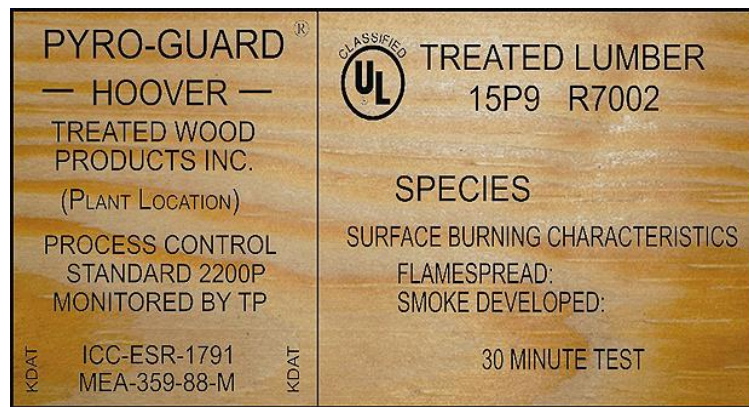 PYRO-GUARD ®
— HOOVER —
TREATED WOOD
PRODUCTS INC.
(PLANT LOCATION)
PROCESS CONTROL
STANDARD 2200P
MONITORED BY TP
KDAT
ICC-ESR-1791
MEA-359-88-M
KDAT
CLASSIFIED
UL ®
TREATED LUMBER
15P9 R7002
SPECIES
SURFACE BURNING CHARACTERISTICS
FLAMESPREAD:
SMOKE DEVELOPED:
30 MINUTE TEST